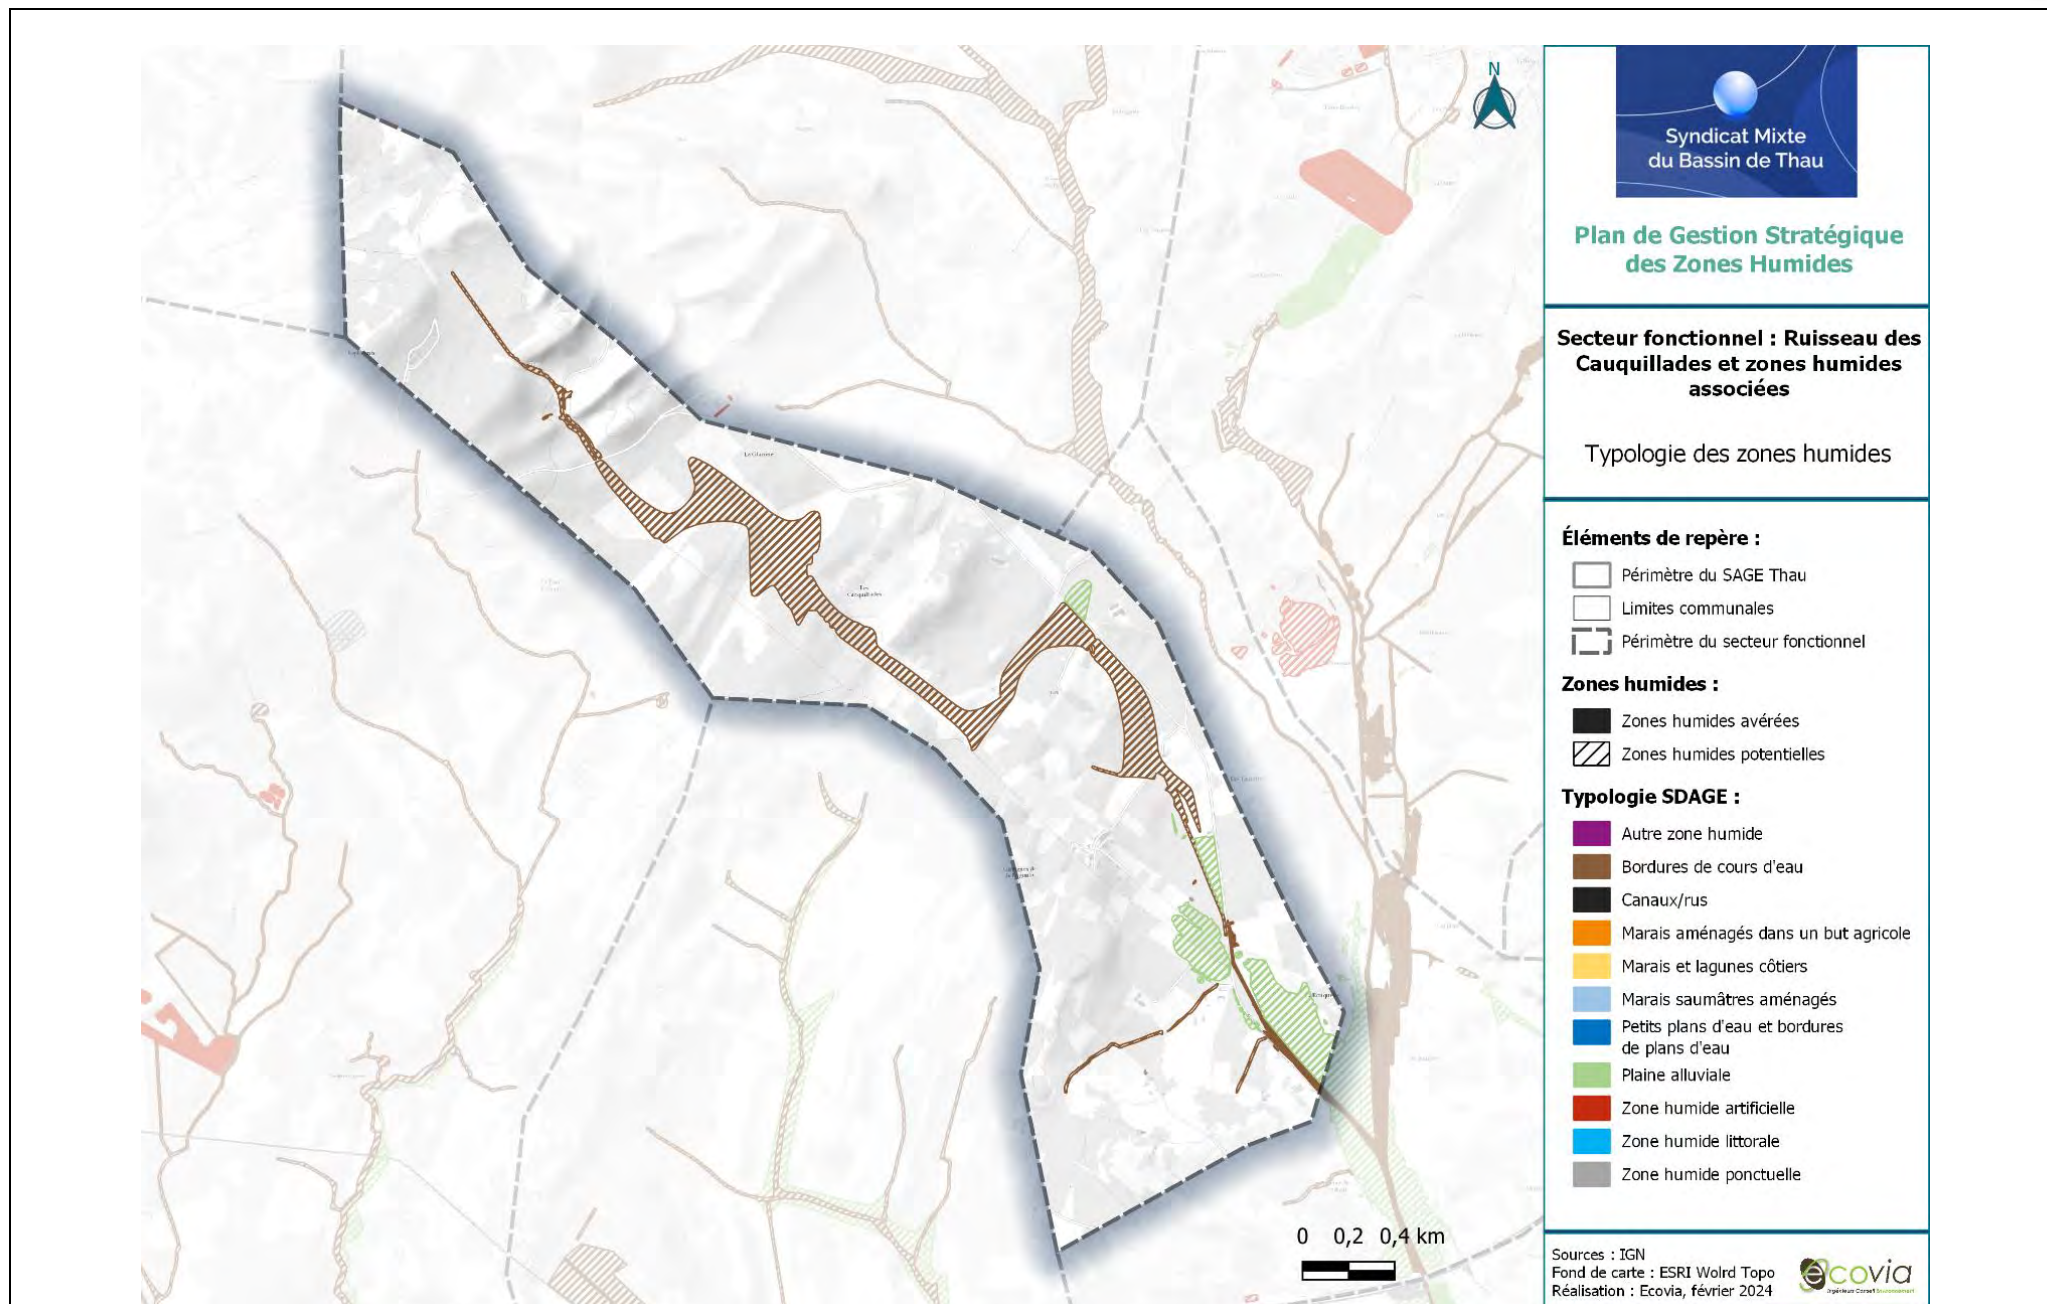 N
Syndicat Mixte
du Bassin de Thau
Plan de Gestion Stratégique
des Zones Humides
Secteur fonctionnel : Ruisseau des
Cauquillades et zones humides
associées
Typologie des zones humides
Éléments de repère :
Périmètre du SAGE Thau
Limites communales
Périmètre du secteur fonctionnel
Zones humides :
Zones humides avérées
Zones humides potentielles
Typologie SDAGE :
Autre zone humide
Bordures de cours d'eau
Canaux/rus
Marais aménagés dans un but agricole
Marais et lagunes côtiers
Marais saumâtres aménagés
Petits plans d'eau et bordures
de plans d'eau
Plaine alluviale
Zone humide artificielle
Zone humide littorale
Zone humide ponctuelle
0 0,2 0,4 km
Sources : IGN
Fond de carte : ESRI Wolrd Topo
Réalisation : Ecovia, février 2024
ecovia
Les
Cauquillades